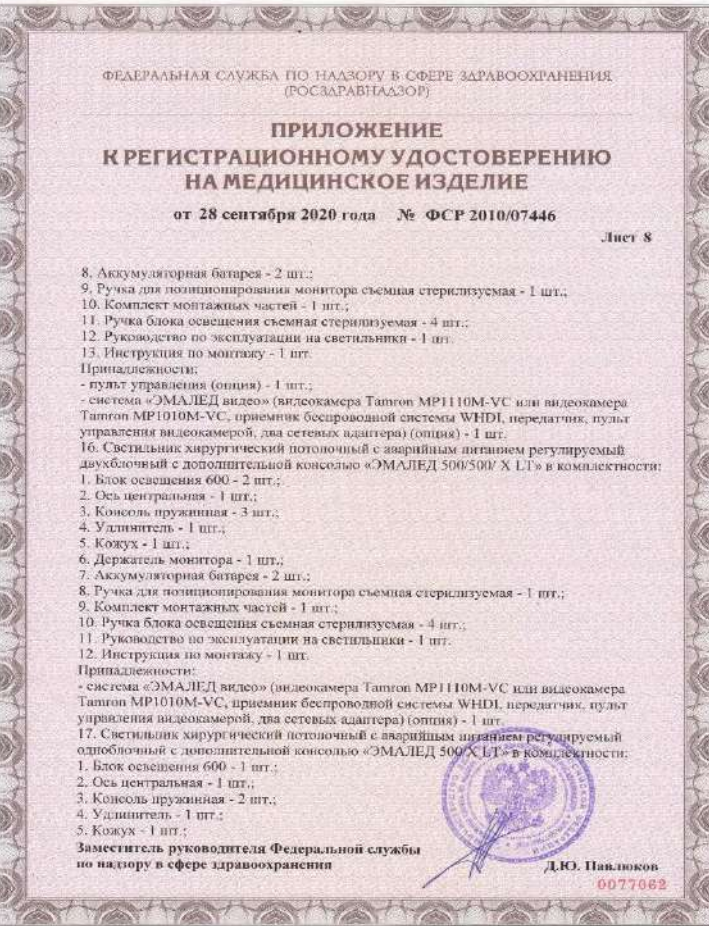 ФЕДЕРАЛЬНАЯ СЛУЖБА ПО НАДЗОРУ В СФЕРЕ ЗДРАВООХРАНЕНИЯ
(РОСЗДРАВНАДЗОР)
ПРИЛОЖЕНИЕ
К РЕГИСТРАЦИОННОМУ УДОСТОВЕРЕНИЮ
НА МЕДИЦИНСКОЕ ИЗДЕЛИЕ
от 28 сентября 2020 года № ФСР 2010/07446
Лист 8
8. Аккумуляторная батарея - 2 шт.;
9. Ручка для позиционирования монитора съемная стерилизуемая - 1 шт.;
10. Комплект монтажных частей - 1 шт.;
11. Ручка блока освещения съемная стерилизуемая - 4 шт.;
12. Руководство по эксплуатации на светильники - 1 шт.
13. Инструкция по монтажу - 1 шт.
Принадлежности:
- пульт управления (опция) - 1 шт.;
- система «ЭМАЛЕД видео» (видеокамера Tamron MP1110M-VC или видеокамера
Tamron MP1010M-VC, приемник беспроводной системы WHDI, передатчик, пульт
управления видеокамерой, два сетевых адаптера) (опция) - 1 шт.
16. Светильник хирургический потолочный с аварийным питанием регулируемый
двухблочный с дополнительной консолью «ЭМАЛЕД 500/500/ X LT» в комплектности:
1. Блок освещения 600 - 2 шт.;
2. Ось центральная - 1 шт.;
3. Консоль пружинная - 3 шт.;
4. Удлинитель - 1 шт.;
5. Кожух - 1 шт.;
6. Держатель монитора - 1 шт.;
7. Аккумуляторная батарея - 2 шт.;
8. Ручка для позиционирования монитора съемная стерилизуемая - 1 шт.;
9. Комплект монтажных частей - 1 шт.;
10. Ручка блока освещения съемная стерилизуемая - 4 шт.;
11. Руководство по эксплуатации на светильники - 1 шт.
12. Инструкция по монтажу - 1 шт.
Принадлежности:
- система «ЭМАЛЕД видео» (видеокамера Tamron MP1110M-VC или видеокамера
Tamron MP1010M-VC, приемник беспроводной системы WHDI, передатчик, пульт
управления видеокамерой, два сетевых адаптера) (опция) - 1 шт.
17. Светильник хирургический потолочный с аварийным питанием регулируемый
одноблочный с дополнительной консолью «ЭМАЛЕД 500 X LT» в комплектности:
1. Блок освещения 600 - 1 шт.;
2. Ось центральная - 1 шт.;
3. Консоль пружинная - 2 шт.;
4. Удлинитель - 1 шт.;
5. Кожух - 1 шт.;
Заместитель руководителя Федеральной службы
по надзору в сфере здравоохранения
Д.Ю. Павлюков
0077062